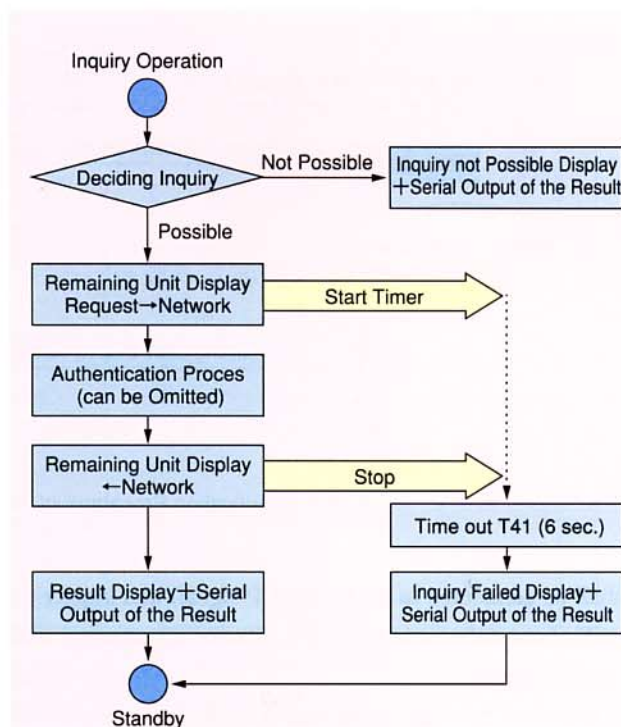 Inquiry Operation
Deciding Inquiry
Not Possible
Inquiry not Possible Display
+Serial Output of the Result
Possible
Remaining Unit Display
Request→Network
Start Timer
Authentication Proces
(can be Omitted)
Remaining Unit Display
←Network
Stop
Time out T41 (6 sec.)
Result Display+Serial
Output of the Result
Inquiry Failed Display+
Serial Output of the Result
Standby